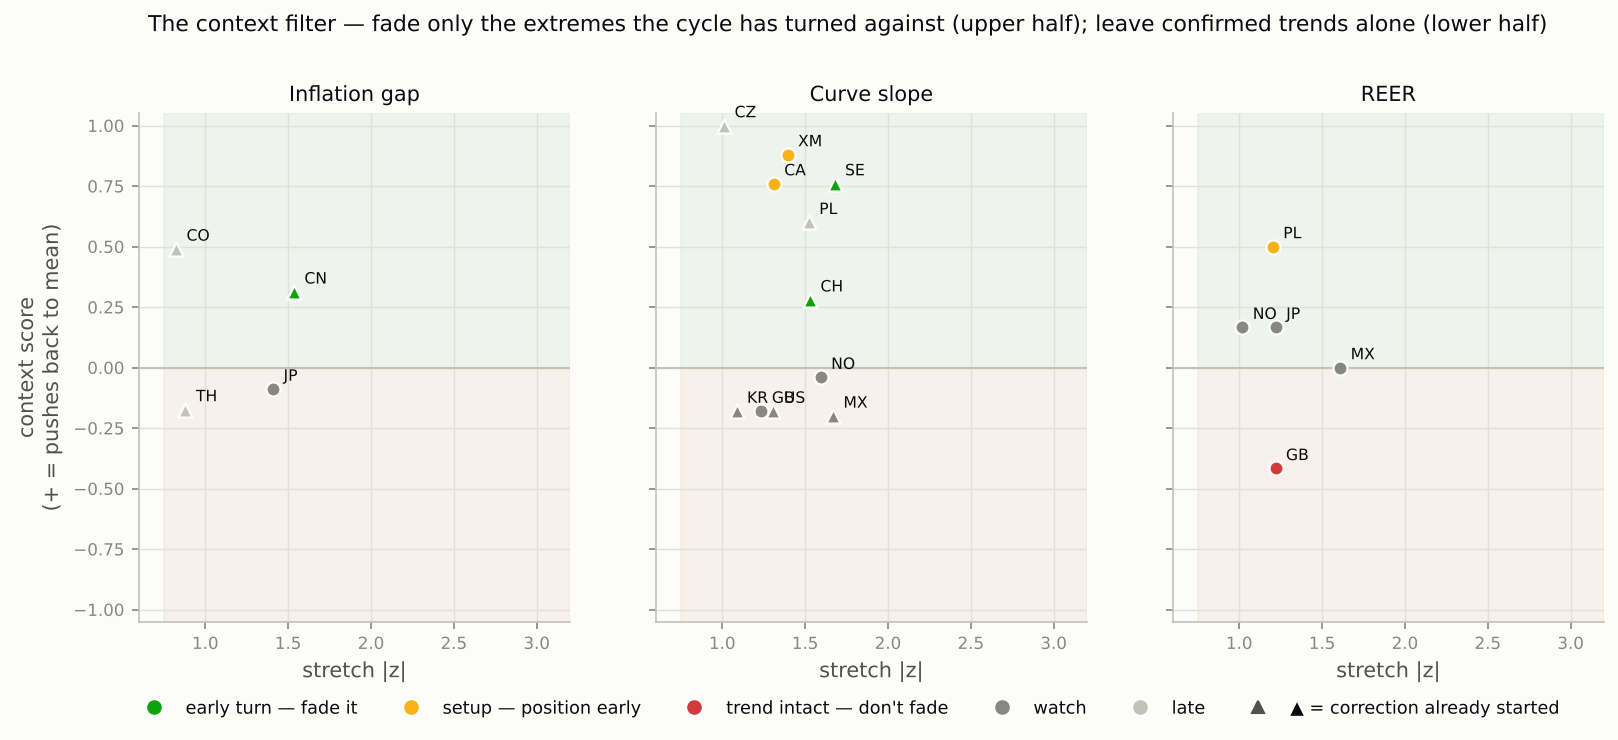 The context filter — fade only the extremes the cycle has turned against (upper half); leave confirmed trends alone (lower half)
Inflation gap
Curve slope
REER
context score
(+ = pushes back to mean)
1.00
0.75
0.50
0.25
0.00
−0.25
−0.50
−0.75
−1.00
CO
CN
JP
TH
CZ
XM
CA
SE
PL
CH
NO
KR
GB
US
MX
PL
NO
JP
MX
GB
1.0 1.5 2.0 2.5 3.0
1.0 1.5 2.0 2.5 3.0
1.0 1.5 2.0 2.5 3.0
stretch |z|
stretch |z|
stretch |z|
early turn — fade it
setup — position early
trend intact — don't fade
watch
late
▲ = correction already started